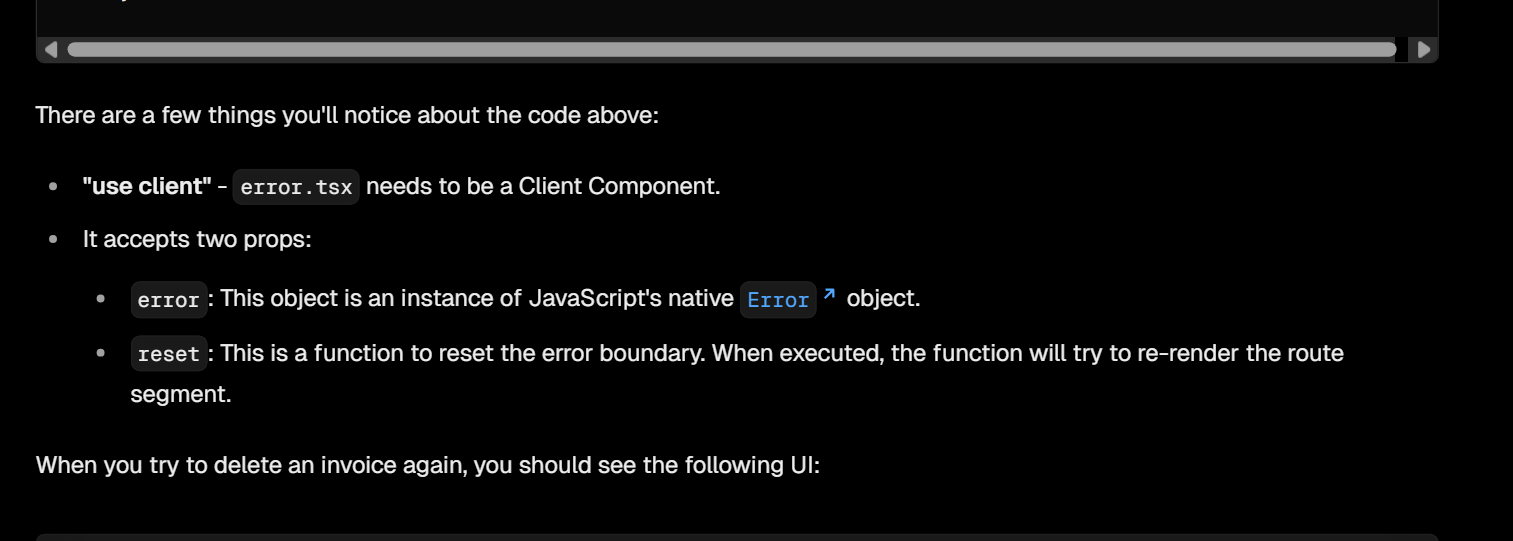 There are a few things you'll notice about the code above:
"use client" - error.tsx needs to be a Client Component.
It accepts two props:
error: This object is an instance of JavaScript's native Error↗ object.
reset: This is a function to reset the error boundary. When executed, the function will try to re-render the route
segment.
When you try to delete an invoice again, you should see the following UI: